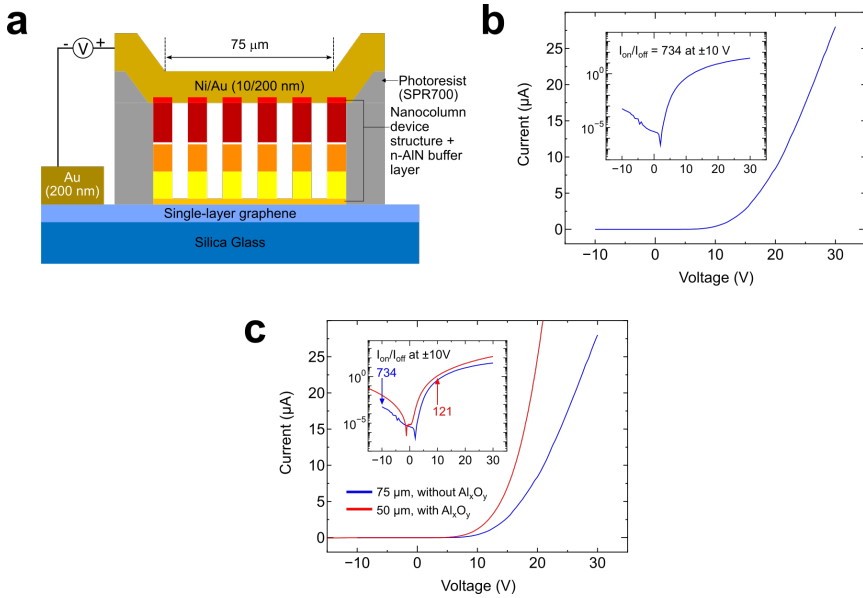 a
75 μm
- V +
Ni/Au (10/200 nm)
Photoresist
(SPR700)
Nanocolumn
device
structure +
n-AlN buffer
layer
Au
(200 nm)
Single-layer graphene
Silica Glass
b
Current (μA)
25
20
15
10
5
0
−10 0 10 20 30
Voltage (V)
I_on/I_off = 734 at ±10 V
10^0
10^−5
−10 0 10 20 30
c
Current (μA)
25
20
15
10
5
0
−10 0 10 20 30
Voltage (V)
I_on/I_off at ±10V
734
121
10^0
10^−5
−10 0 10 20 30
75 μm, without Al_xO_y
50 μm, with Al_xO_y